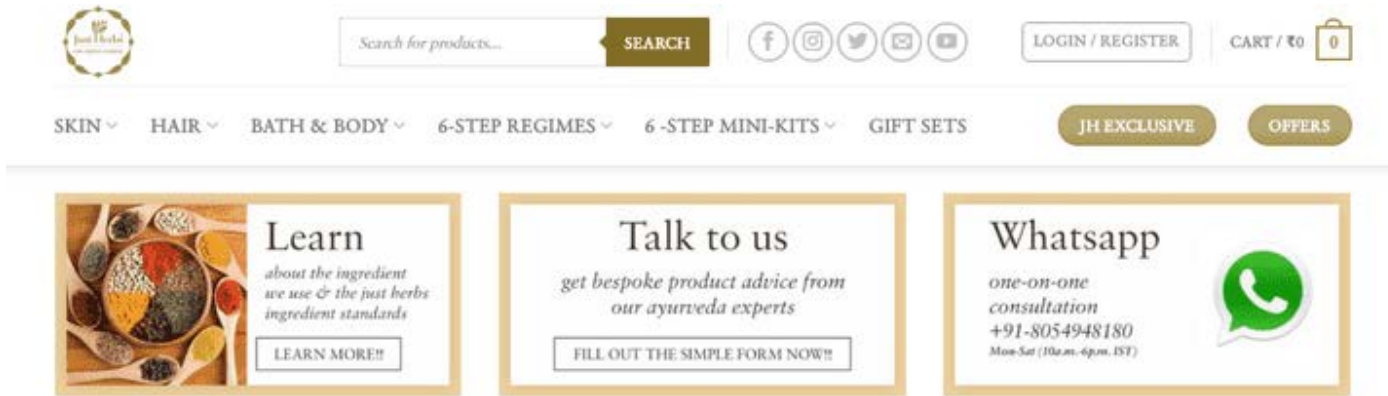 Just Herbs
Search for products...
SEARCH
LOGIN / REGISTER
CART / ₹0
0
SKIN
HAIR
BATH & BODY
6-STEP REGIMES
6 -STEP MINI-KITS
GIFT SETS
JH EXCLUSIVE
OFFERS
Learn
about the ingredient
we use & the just herbs
ingredient standards
LEARN MORE!!
Talk to us
get bespoke product advice from
our ayurveda experts
FILL OUT THE SIMPLE FORM NOW!!
Whatsapp
one-on-one
consultation
+91-8054948180
Mon-Sat (10a.m.-6p.m. IST)